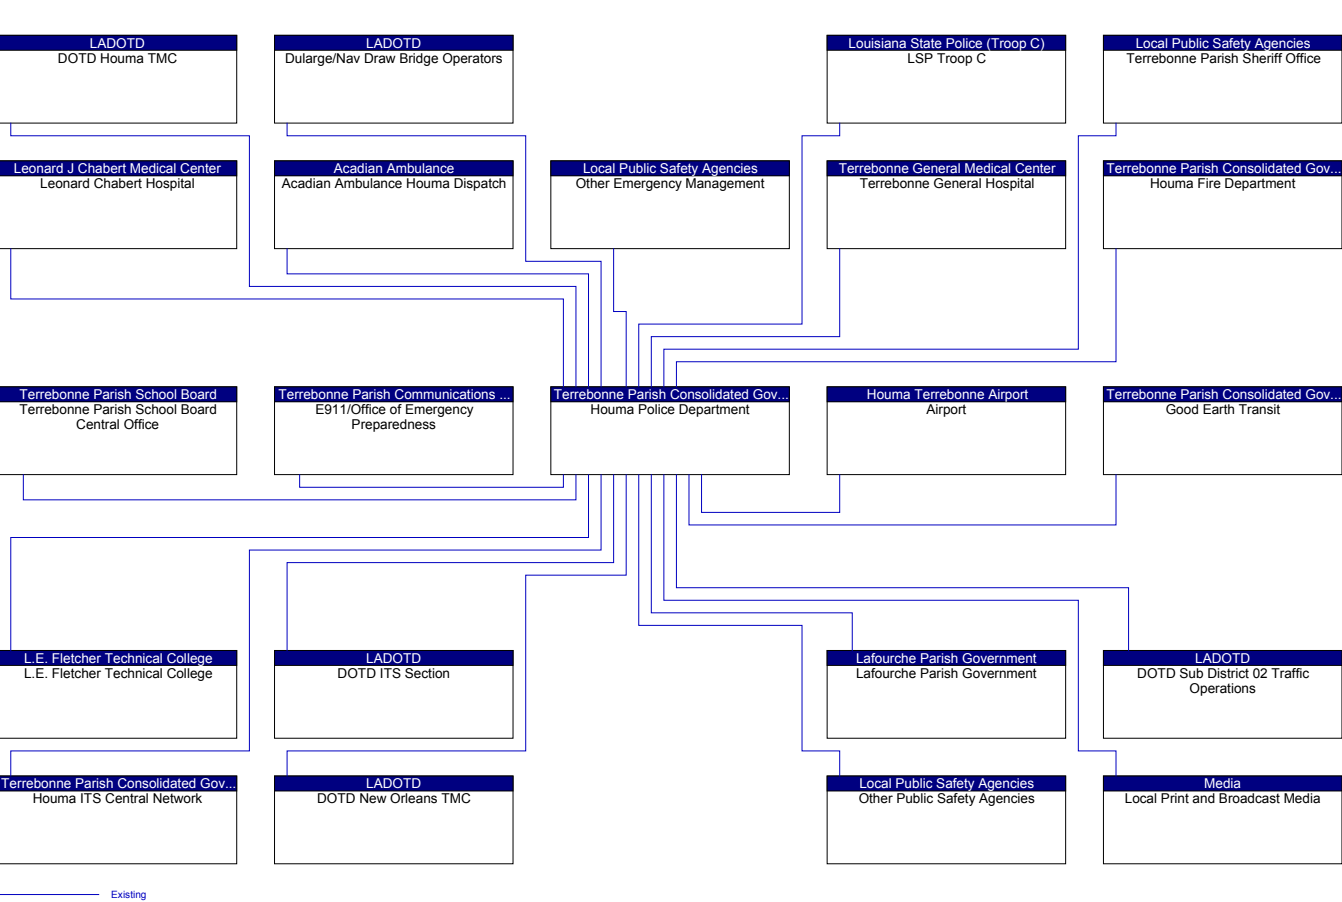 LADOTD
DOTD Houma TMC
LADOTD
Dularge/Nav Draw Bridge Operators
Louisiana State Police (Troop C)
LSP Troop C
Local Public Safety Agencies
Terrebonne Parish Sheriff Office
Leonard J Chabert Medical Center
Leonard Chabert Hospital
Acadian Ambulance
Acadian Ambulance Houma Dispatch
Local Public Safety Agencies
Other Emergency Management
Terrebonne General Medical Center
Terrebonne General Hospital
Terrebonne Parish Consolidated Gov...
Houma Fire Department
Terrebonne Parish School Board
Terrebonne Parish School Board
Central Office
Terrebonne Parish Communications ...
E911/Office of Emergency
Preparedness
Terrebonne Parish Consolidated Gov...
Houma Police Department
Houma Terrebonne Airport
Airport
Terrebonne Parish Consolidated Gov...
Good Earth Transit
L.E. Fletcher Technical College
L.E. Fletcher Technical College
LADOTD
DOTD ITS Section
Lafourche Parish Government
Lafourche Parish Government
LADOTD
DOTD Sub District 02 Traffic
Operations
Terrebonne Parish Consolidated Gov...
Houma ITS Central Network
LADOTD
DOTD New Orleans TMC
Local Public Safety Agencies
Other Public Safety Agencies
Media
Local Print and Broadcast Media
Existing